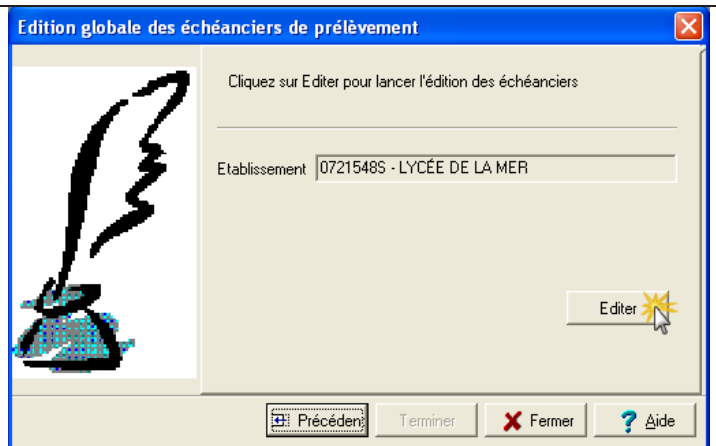 Edition globale des échéanciers de prélèvement
Cliquez sur Editer pour lancer l'édition des échéanciers
Etablissement 0721548S - LYCÉE DE LA MER
Editer
Précéden Terminer Fermer ? Aide